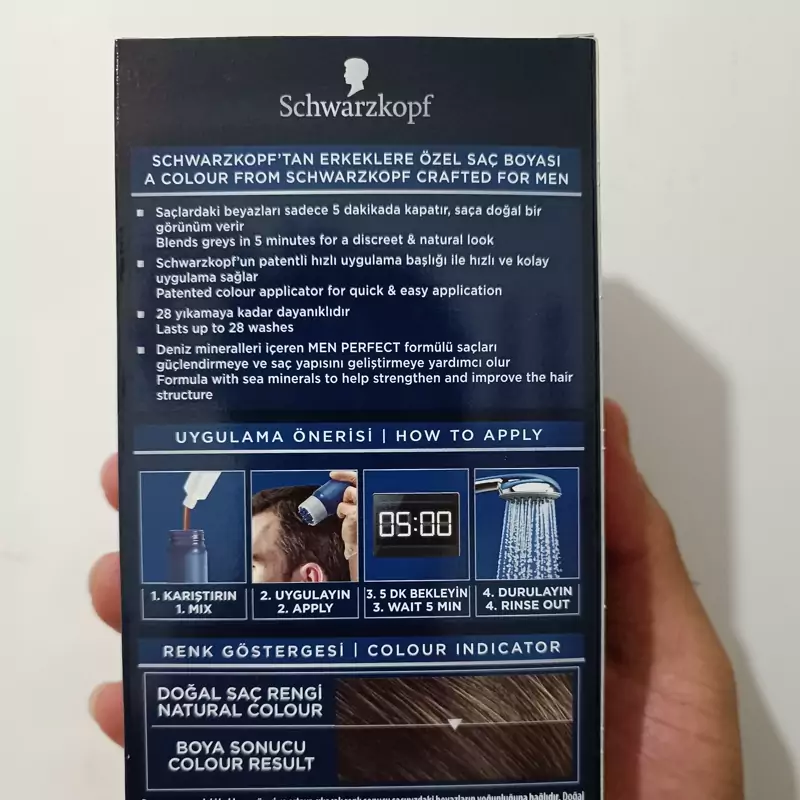 Schwarzkopf
SCHWARZKOPF'TAN ERKEKLERE ÖZEL SAÇ BOYASI
A COLOUR FROM SCHWARZKOPF CRAFTED FOR MEN
Saçlardaki beyazları sadece 5 dakikada kapatır, saça doğal bir
görünüm verir
Blends greys in 5 minutes for a discreet & natural look
Schwarzkopf'un patentli hızlı uygulama başlığı ile hızlı ve kolay
uygulama sağlar
Patented colour applicator for quick & easy application
28 yıkamaya kadar dayanıklıdır
Lasts up to 28 washes
Deniz mineralleri içeren MEN PERFECT formülü saçları
güçlendirmeye ve saç yapısını geliştirmeye yardımcı olur
Formula with sea minerals to help strengthen and improve the hair
structure
UYGULAMA ÖNERİSİ | HOW TO APPLY
05:00
1. KARIŞTIRIN
1. MIX
2. UYGULAYIN
2. APPLY
3. 5 DK BEKLEYİN
3. WAIT 5 MIN
4. DURULAYIN
4. RINSE OUT
RENK GÖSTERGESİ | COLOUR INDICATOR
DOĞAL SAÇ RENGİ
NATURAL COLOUR
BOYA SONUCU
COLOUR RESULT
saçınızdaki beyazların yoğunluğuna bağlıdır. Doğal